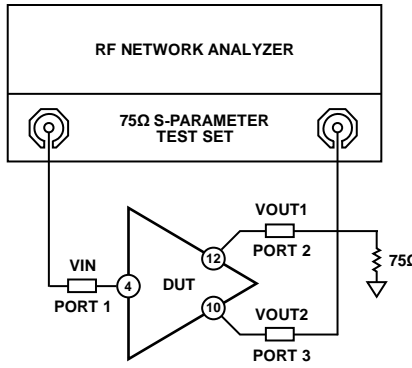 RF NETWORK ANALYZER
75Ω S-PARAMETER
TEST SET
VOUT1
12
PORT 2
75Ω
VIN
4
DUT
PORT 1
10
VOUT2
PORT 3